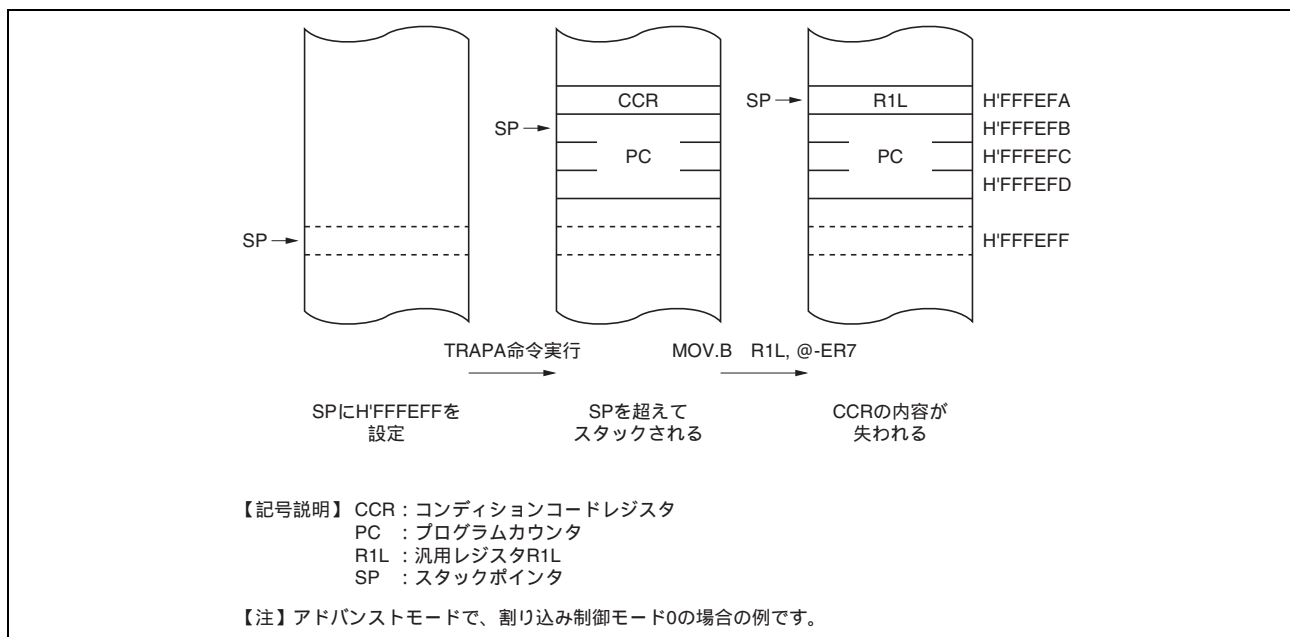 CCR
SP
R1L
H'FFFEFA
SP
H'FFFEFB
PC
PC
H'FFFEFC
H'FFFEFD
SP
H'FFFEFF
TRAPA命令実行
MOV.B R1L, @-ER7
SPにH'FFFEFFを
設定
SPを超えて
スタックされる
CCRの内容が
失われる
【記号説明】 CCR：コンディションコードレジスタ
PC ：プログラムカウンタ
R1L ：汎用レジスタR1L
SP ：スタックポインタ
【注】アドバンストモードで、割り込み制御モード0の場合の例です。